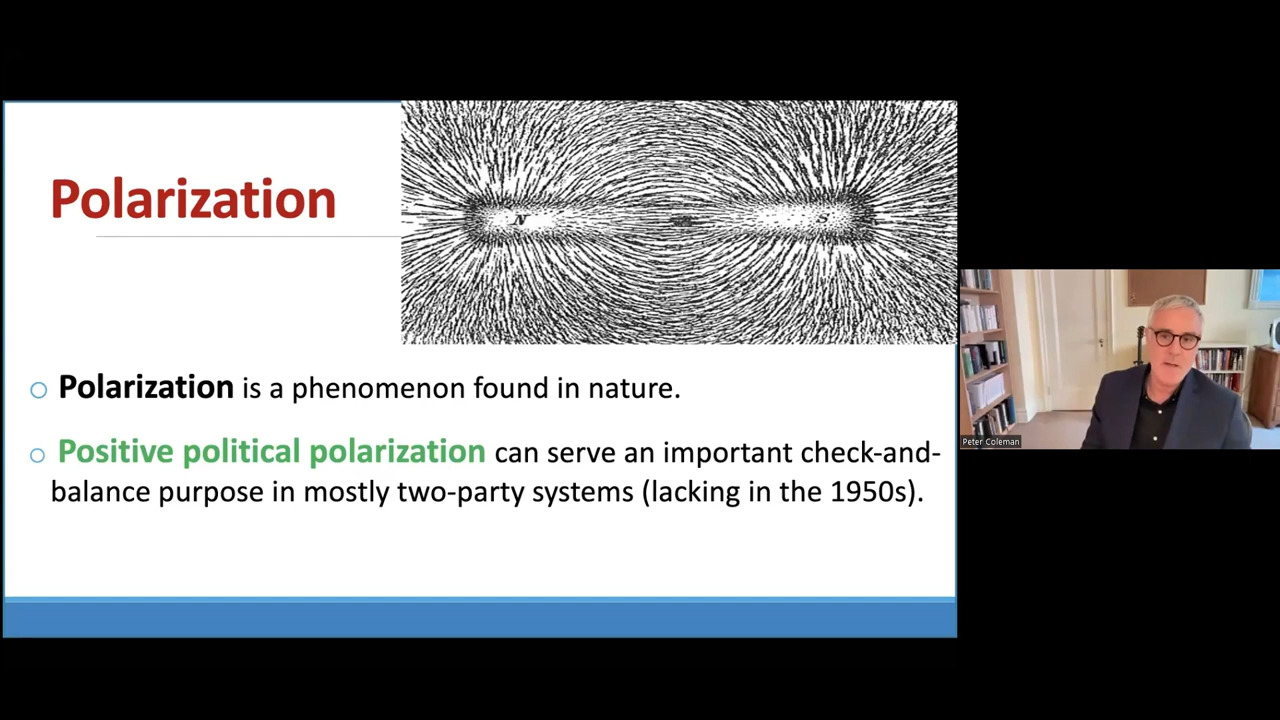 Polarization
N
S
Polarization is a phenomenon found in nature.
Positive political polarization can serve an important check-and-
balance purpose in mostly two-party systems (lacking in the 1950s).
Peter Coleman